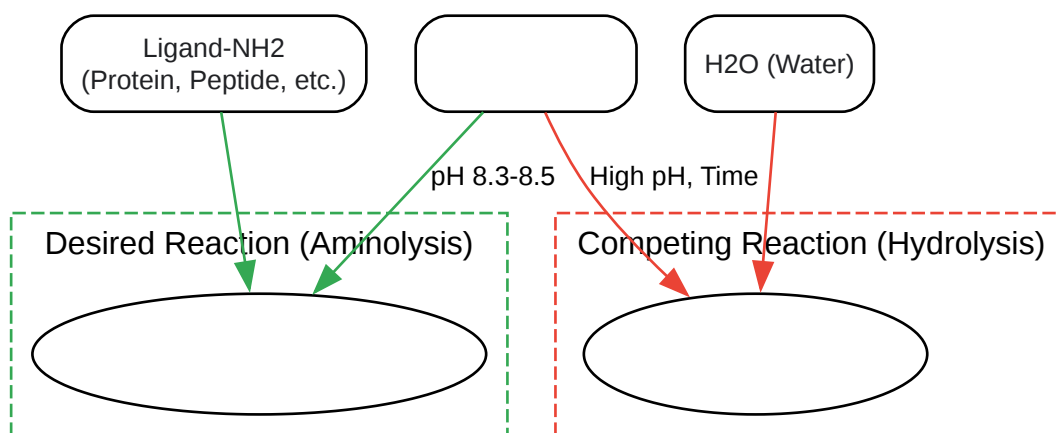 Ligand-NH2
(Protein, Peptide, etc.)
H2O (Water)
pH 8.3-8.5
High pH, Time
Desired Reaction (Aminolysis)
Competing Reaction (Hydrolysis)